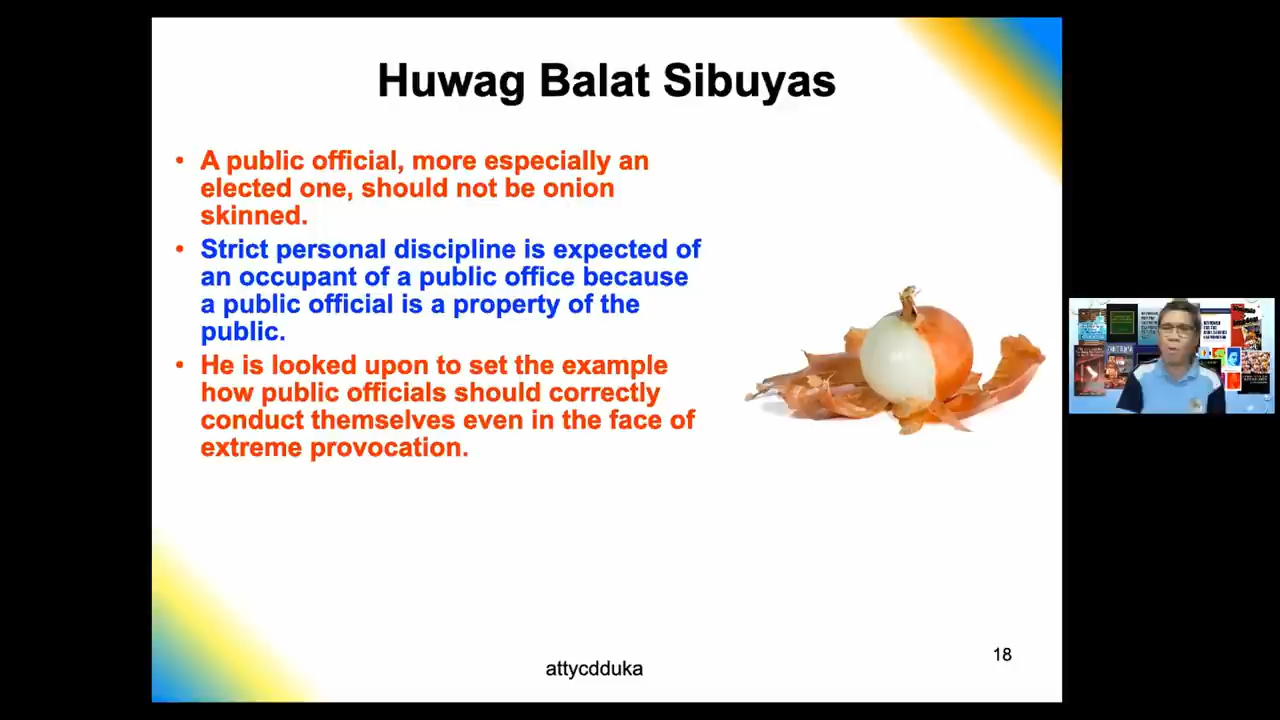 Huwag Balat Sibuyas
• A public official, more especially an
elected one, should not be onion
skinned.
• Strict personal discipline is expected of
an occupant of a public office because
a public official is a property of the
public.
• He is looked upon to set the example
how public officials should correctly
conduct themselves even in the face of
extreme provocation.
18
attycdduka